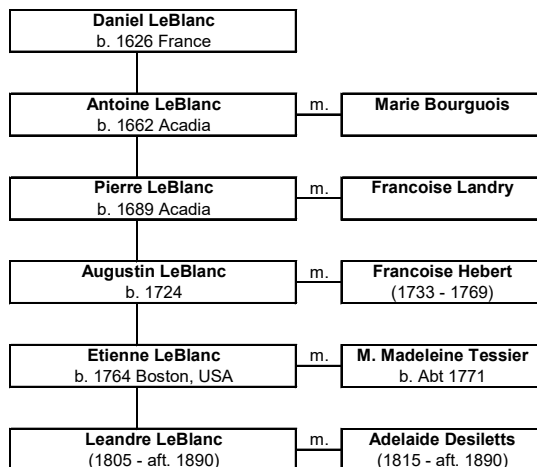 Daniel LeBlanc
b. 1626 France
Antoine LeBlanc
b. 1662 Acadia
m.
Marie Bourguois
Pierre LeBlanc
b. 1689 Acadia
m.
Francoise Landry
Augustin LeBlanc
b. 1724
m.
Francoise Hebert
(1733 - 1769)
Etienne LeBlanc
b. 1764 Boston, USA
m.
M. Madeleine Tessier
b. Abt 1771
Leandre LeBlanc
(1805 - aft. 1890)
m.
Adelaide Desiletts
(1815 - aft. 1890)